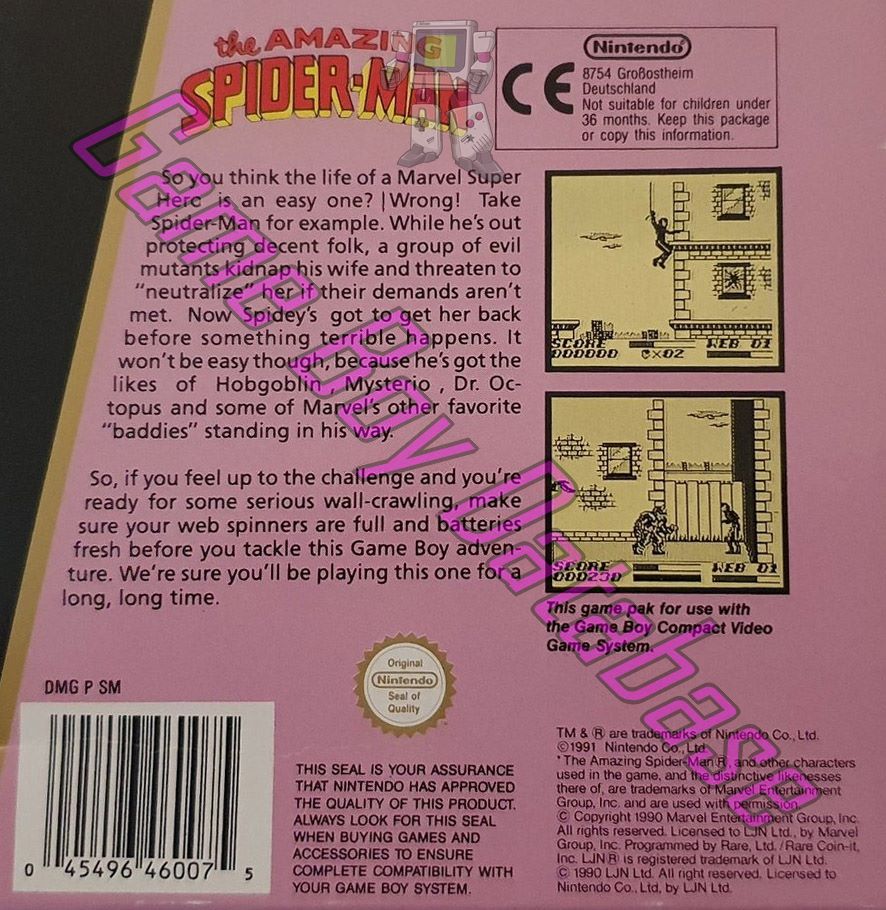 the AMAZING
SPIDER-MAN
Nintendo®
CE
8754 Großostheim
Deutschland
Not suitable for children under
36 months. Keep this package
or copy this information.
So you think the life of a Marvel Super
Hero is an easy one? | Wrong! Take
Spider-Man for example. While he's out
protecting decent folk, a group of evil
mutants kidnap his wife and threaten to
"neutralize" her if their demands aren't
met. Now Spidey's got to get her back
before something terrible happens. It
won't be easy though, because he's got the
likes of Hobgoblin , Mysterio , Dr. Oc-
topus and some of Marvel's other favorite
"baddies" standing in his way.
So, if you feel up to the challenge and you're
ready for some serious wall-crawling, make
sure your web spinners are full and batteries
fresh before you tackle this Game Boy adven-
ture. We're sure you'll be playing this one for a
long, long time.
SCORE WEB 01
000000 ×02
SCORE WEB 01
000230
This game pak for use with
the Game Boy Compact Video
Game System.
Game Boy Database
DMG P SM
Original
Nintendo
Seal of
Quality
0 45496 46007 5
THIS SEAL IS YOUR ASSURANCE
THAT NINTENDO HAS APPROVED
THE QUALITY OF THIS PRODUCT.
ALWAYS LOOK FOR THIS SEAL
WHEN BUYING GAMES AND
ACCESSORIES TO ENSURE
COMPLETE COMPATIBILITY WITH
YOUR GAME BOY SYSTEM.
TM & ® are trademarks of Nintendo Co., Ltd.
©1991 Nintendo Co., Ltd.
*The Amazing Spider-Man®, and other characters
used in the game, and the distinctive likenesses
there of, are trademarks of Marvel Entertainment
Group, Inc. and are used with permission.
© Copyright 1990 Marvel Entertainment Group, Inc.
All rights reserved. Licensed to LJN Ltd., by Marvel
Group, Inc. Programmed by Rare, Ltd. /Rare Coin-it,
Inc. LJN® is registered trademark of LJN Ltd.
© 1990 LJN Ltd. All right reserved. Licensed to
Nintendo Co., Ltd, by LJN Ltd.